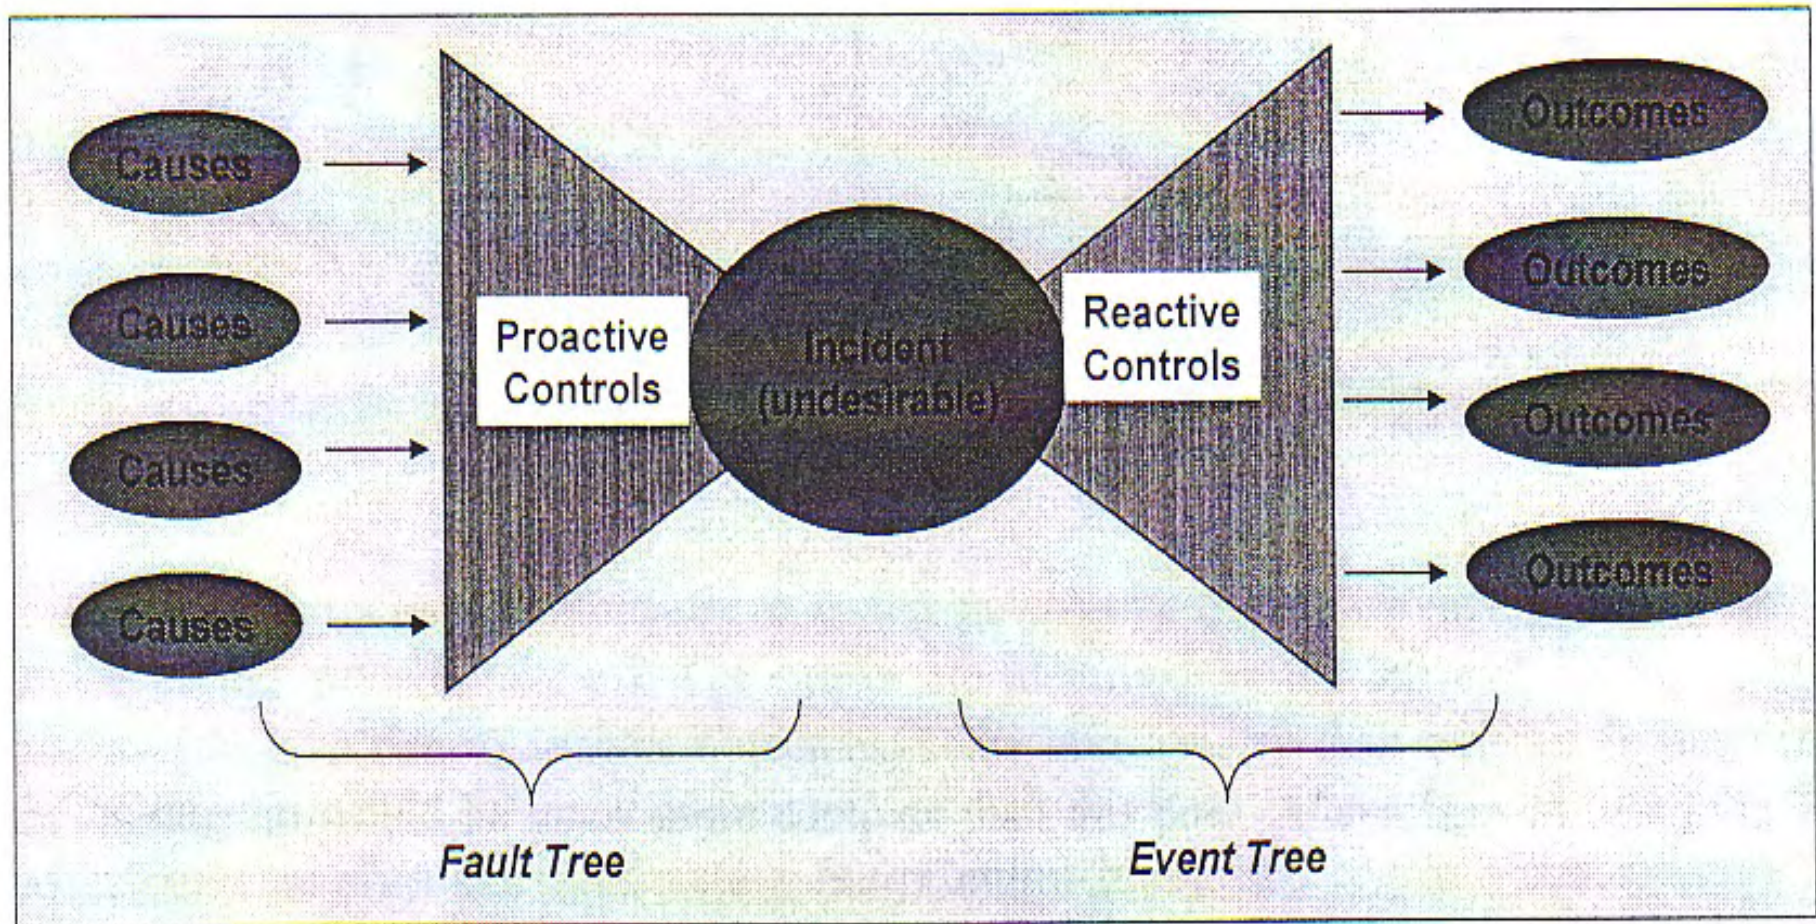 Causes
Causes
Causes
Causes
Proactive
Controls
Incident
(undesirable)
Reactive
Controls
Outcomes
Outcomes
Outcomes
Outcomes
Fault Tree
Event Tree